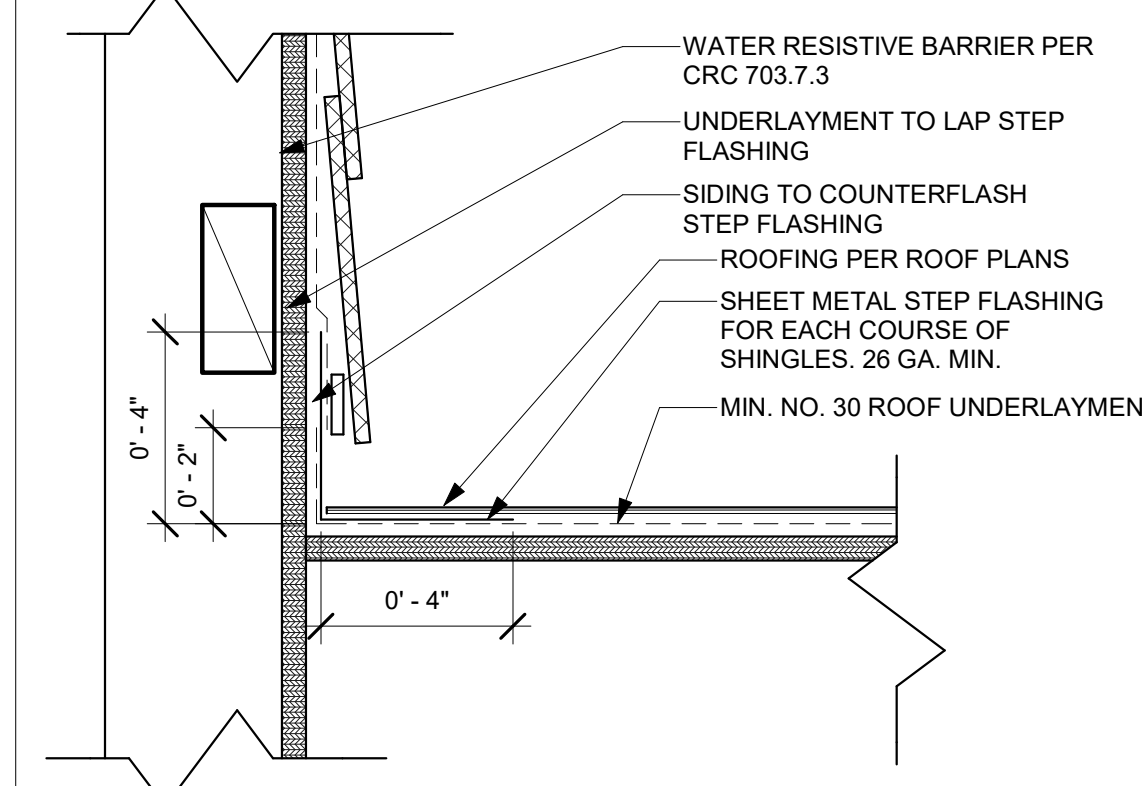 WATER RESISTIVE BARRIER PER
CRC 703.7.3
UNDERLAYMENT TO LAP STEP
FLASHING
SIDING TO COUNTERFLASH
STEP FLASHING
ROOFING PER ROOF PLANS
SHEET METAL STEP FLASHING
FOR EACH COURSE OF
SHINGLES. 26 GA. MIN.
MIN. NO. 30 ROOF UNDERLAYMEN
0' - 4"
0' - 2"
0' - 4"